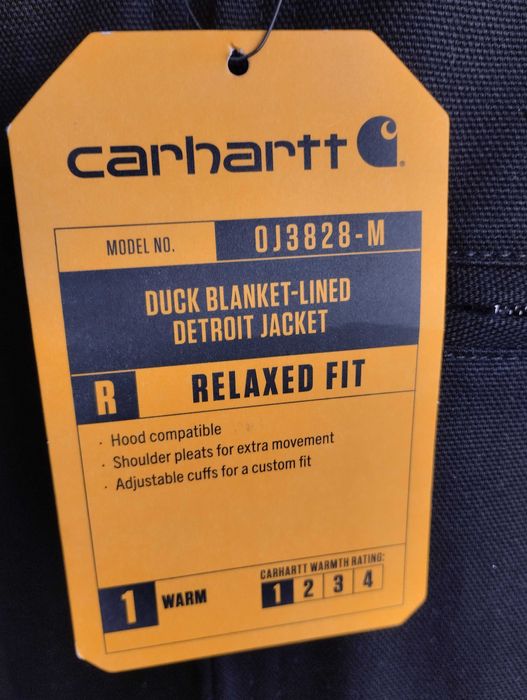 carhartt
MODEL NO. OJ3828-M
DUCK BLANKET-LINED
DETROIT JACKET
R RELAXED FIT
· Hood compatible
· Shoulder pleats for extra movement
· Adjustable cuffs for a custom fit
CARHARTT WARMTH RATING:
1 WARM 1 2 3 4